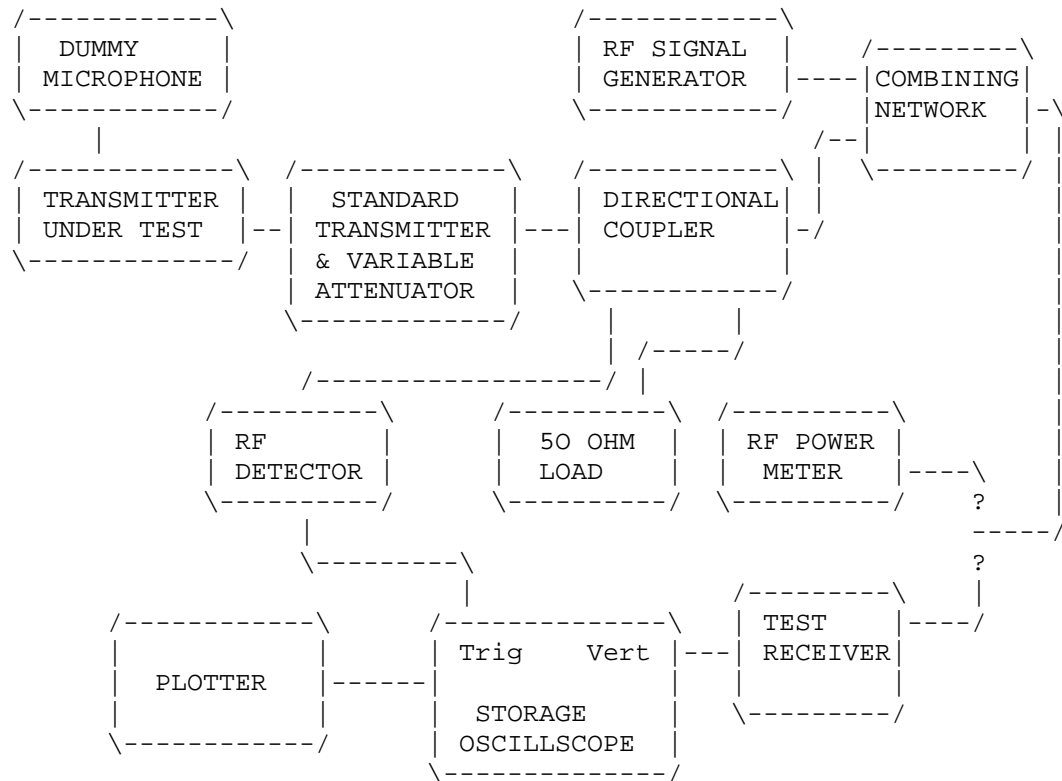 DUMMY
MICROPHONE
RF SIGNAL
GENERATOR
COMBINING
NETWORK
TRANSMITTER
UNDER TEST
STANDARD
TRANSMITTER
& VARIABLE
ATTENUATOR
DIRECTIONAL
COUPLER
RF
DETECTOR
50 OHM
LOAD
RF POWER
METER
?
?
PLOTTER
Trig Vert
STORAGE
OSCILLSCOPE
TEST
RECEIVER